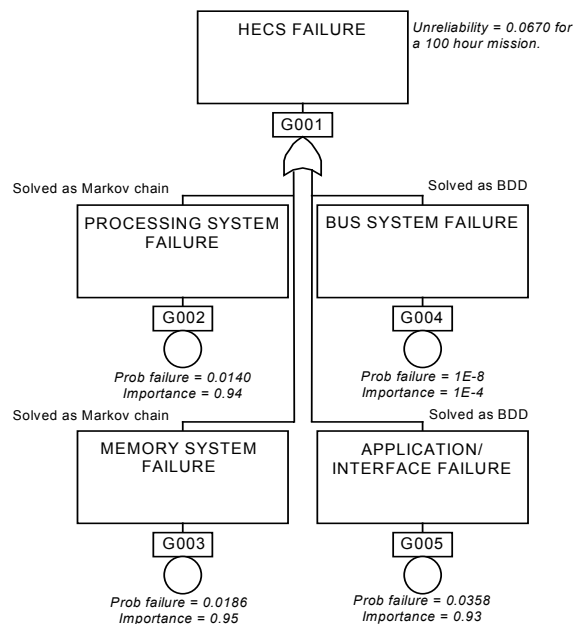 HECS FAILURE
Unreliability = 0.0670 for
a 100 hour mission.
G001
Solved as Markov chain
Solved as BDD
PROCESSING SYSTEM
FAILURE
BUS SYSTEM FAILURE
G002
G004
Prob failure = 0.0140
Importance = 0.94
Prob failure = 1E-8
Importance = 1E-4
Solved as Markov chain
Solved as BDD
MEMORY SYSTEM
FAILURE
APPLICATION/
INTERFACE FAILURE
G003
G005
Prob failure = 0.0186
Importance = 0.95
Prob failure = 0.0358
Importance = 0.93